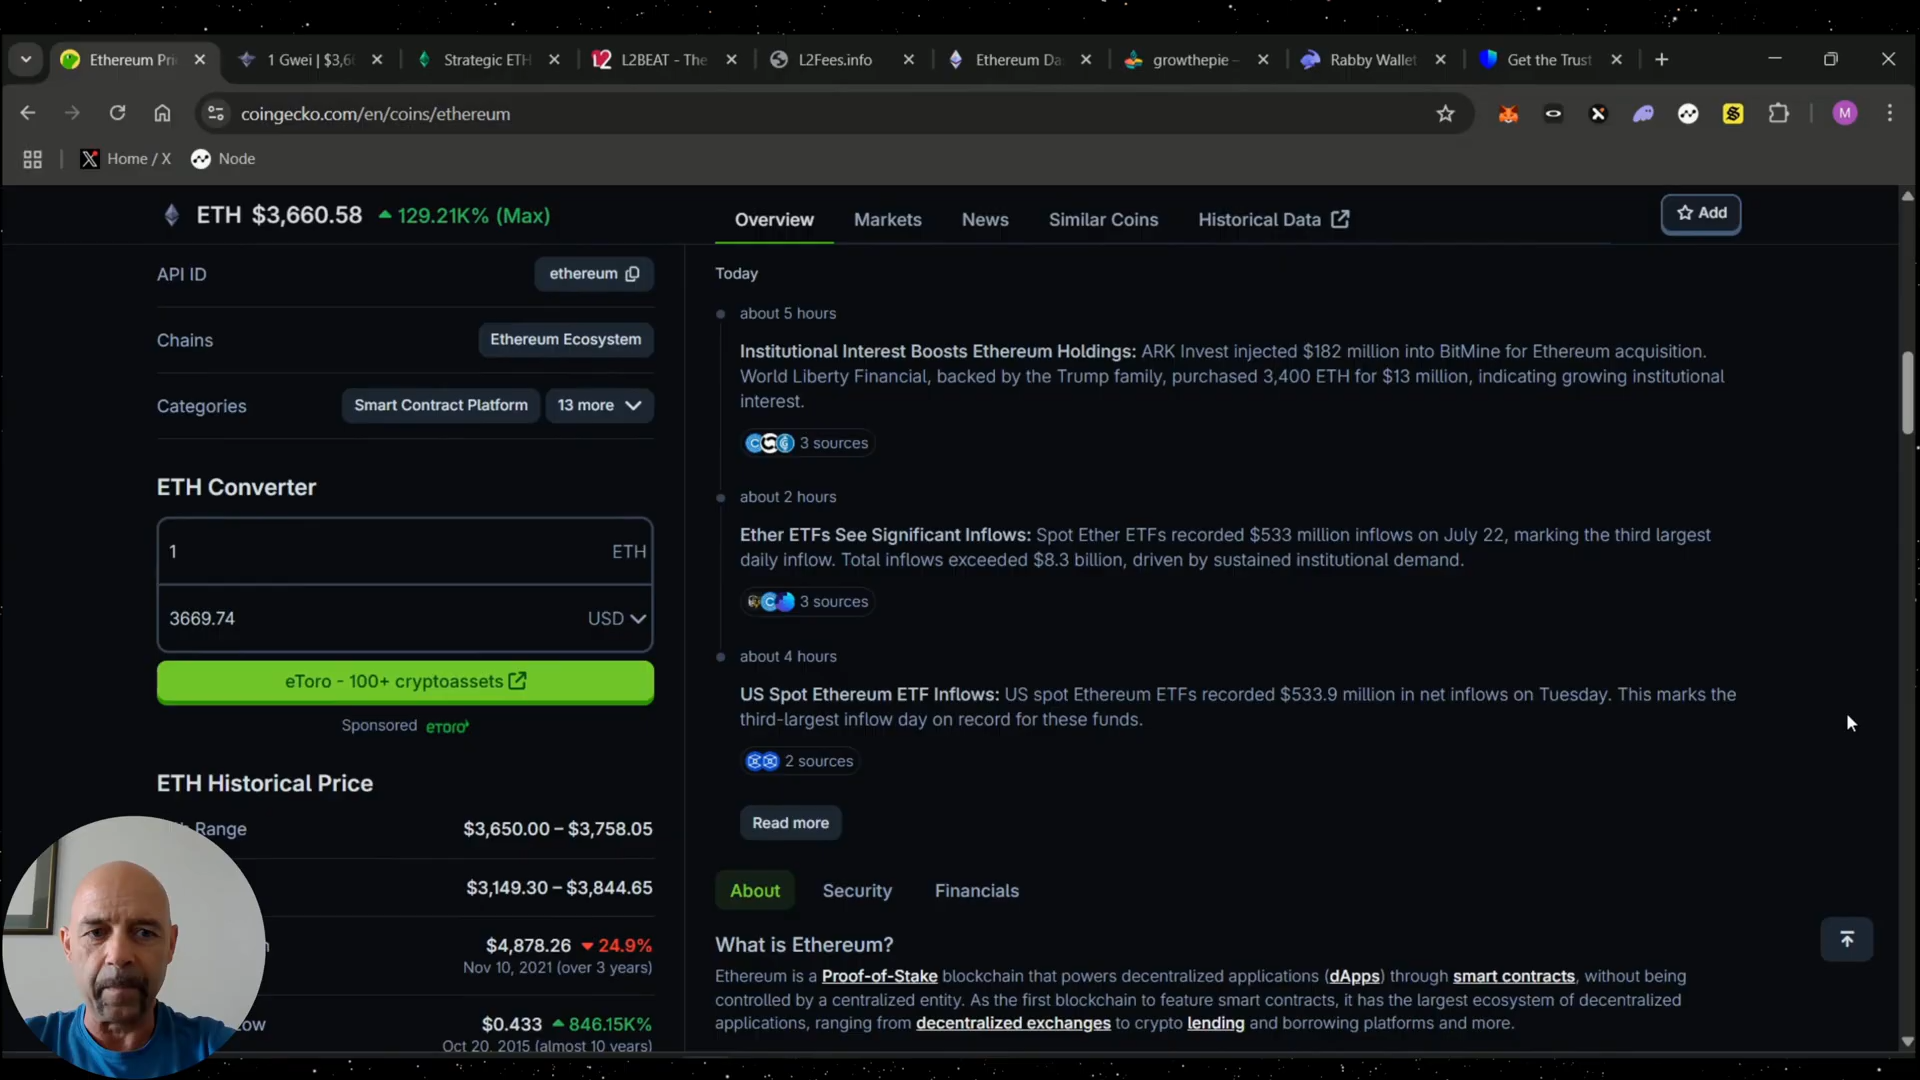 Ethereum Pri
1 Gwei | $3,6
Strategic ETH
L2BEAT - The
L2Fees.info
Ethereum Da
growthepie –
Rabby Wallet
Get the Trust
coingecko.com/en/coins/ethereum
M
Home / X
Node
ETH $3,660.58 129.21K% (Max)
Overview
Markets
News
Similar Coins
Historical Data
Add
API ID
ethereum
Chains
Ethereum Ecosystem
Categories
Smart Contract Platform
13 more
ETH Converter
1
ETH
3669.74
USD
eToro - 100+ cryptoassets
Sponsored eToro
ETH Historical Price
Range
$3,650.00 – $3,758.05
$3,149.30 – $3,844.65
$4,878.26 24.9%
Nov 10, 2021 (over 3 years)
$0.433 846.15K%
Oct 20, 2015 (almost 10 years)
Today
about 5 hours
Institutional Interest Boosts Ethereum Holdings: ARK Invest injected $182 million into BitMine for Ethereum acquisition.
World Liberty Financial, backed by the Trump family, purchased 3,400 ETH for $13 million, indicating growing institutional
interest.
3 sources
about 2 hours
Ether ETFs See Significant Inflows: Spot Ether ETFs recorded $533 million inflows on July 22, marking the third largest
daily inflow. Total inflows exceeded $8.3 billion, driven by sustained institutional demand.
3 sources
about 4 hours
US Spot Ethereum ETF Inflows: US spot Ethereum ETFs recorded $533.9 million in net inflows on Tuesday. This marks the
third-largest inflow day on record for these funds.
2 sources
Read more
About
Security
Financials
What is Ethereum?
Ethereum is a Proof-of-Stake blockchain that powers decentralized applications (dApps) through smart contracts, without being
controlled by a centralized entity. As the first blockchain to feature smart contracts, it has the largest ecosystem of decentralized
applications, ranging from decentralized exchanges to crypto lending and borrowing platforms and more.